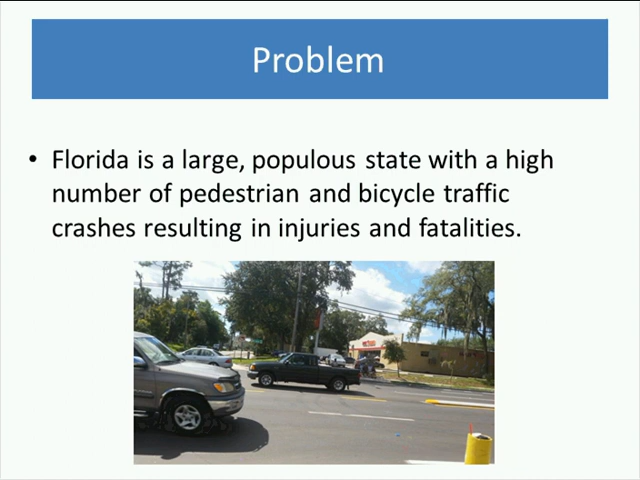 Problem
• Florida is a large, populous state with a high
number of pedestrian and bicycle traffic
crashes resulting in injuries and fatalities.